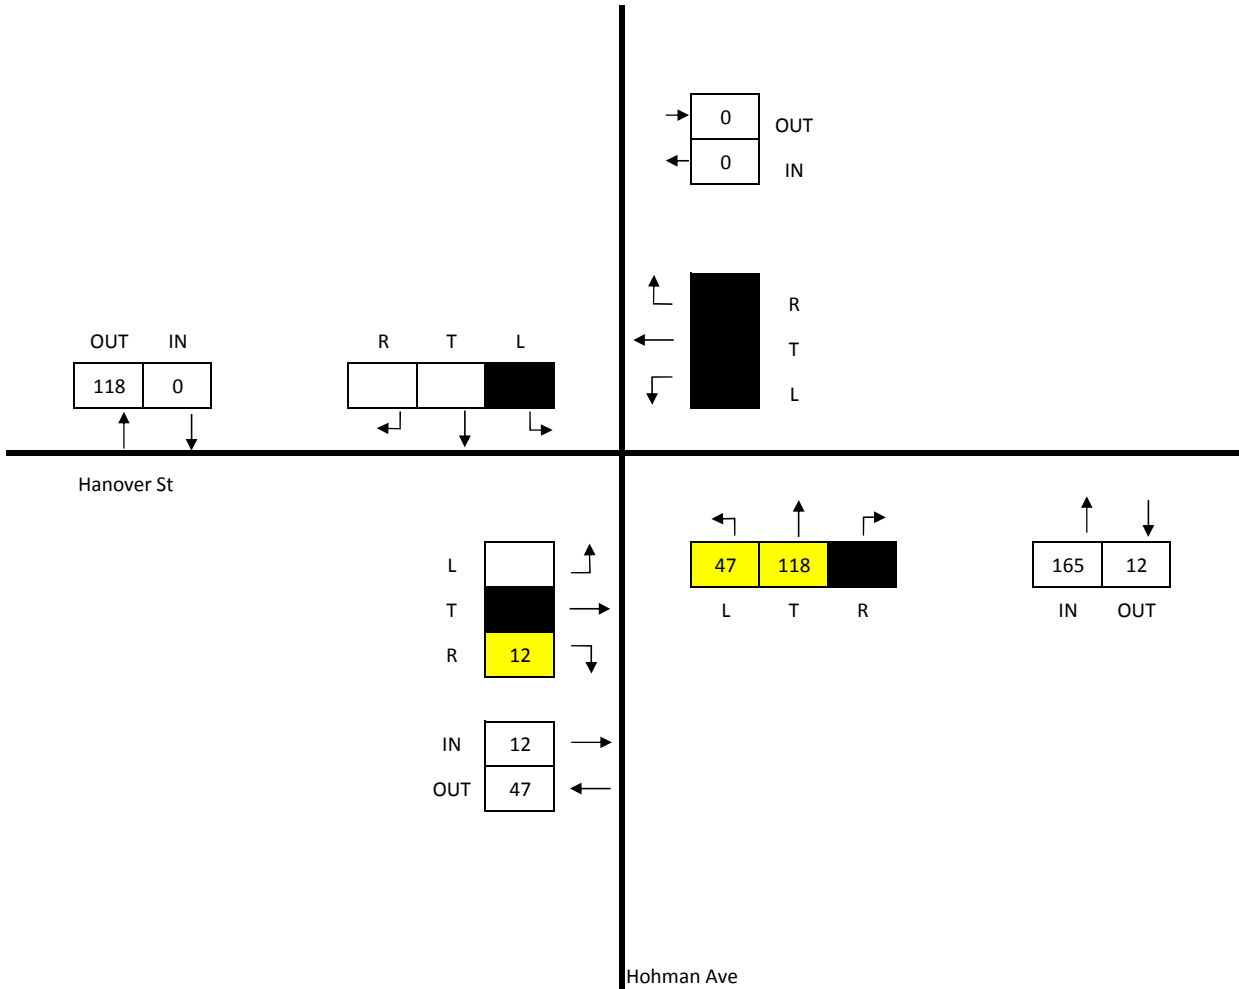 0 OUT
0 IN
R
T
L
OUT IN
118 0
R T L
Hanover St
L
T
R 12
47 118
L T R
165 12
IN OUT
IN 12
OUT 47
Hohman Ave